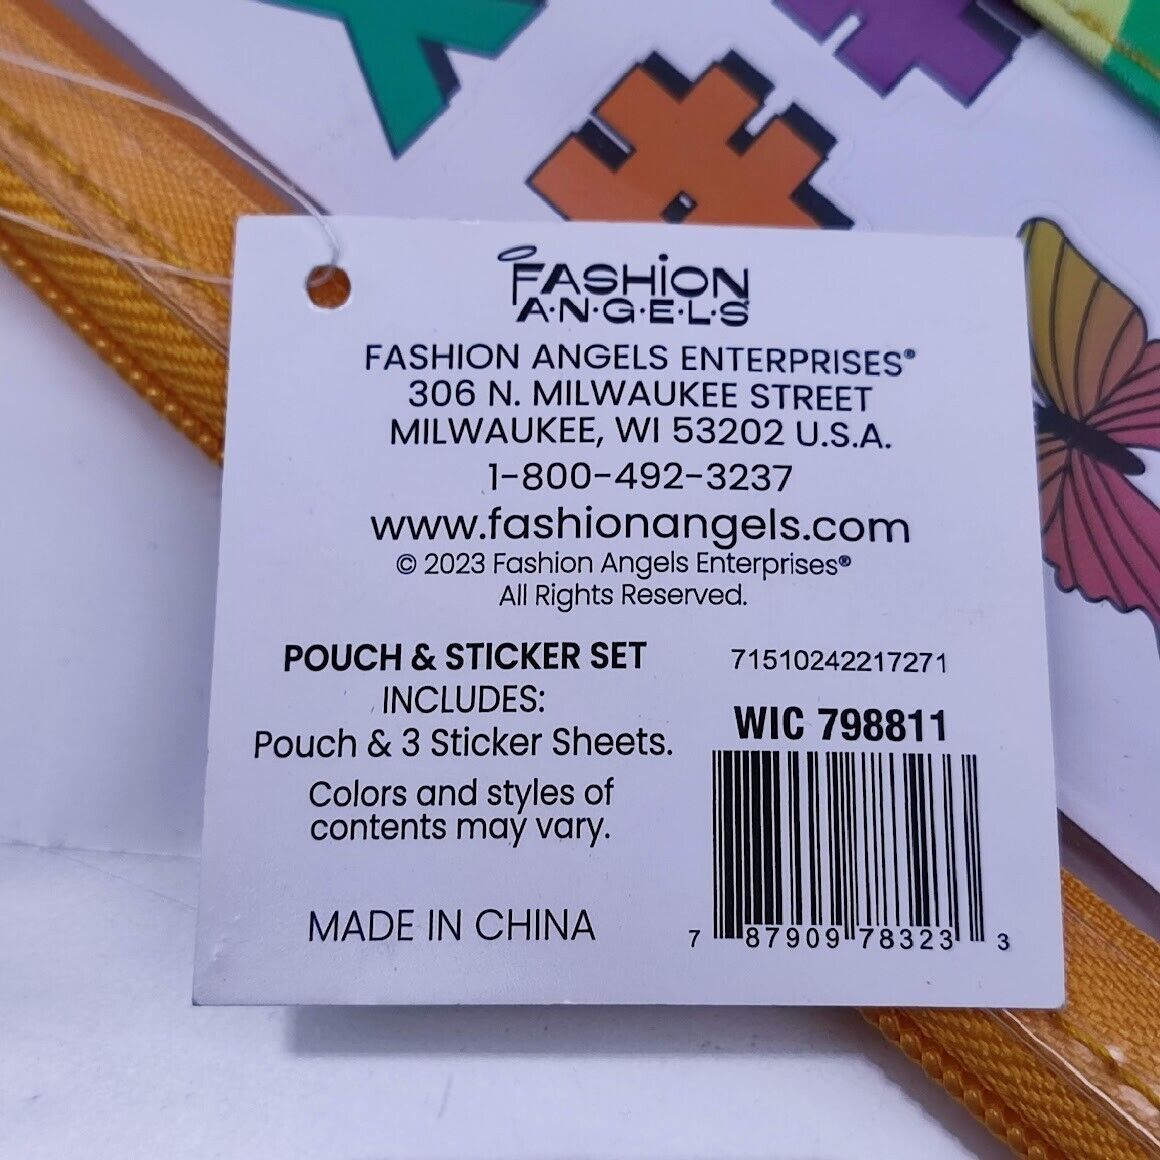 FASHION
A·N·G·E·L·S
FASHION ANGELS ENTERPRISES®
306 N. MILWAUKEE STREET
MILWAUKEE, WI 53202 U.S.A.
1-800-492-3237
www.fashionangels.com
© 2023 Fashion Angels Enterprises®
All Rights Reserved.
POUCH & STICKER SET
INCLUDES:
Pouch & 3 Sticker Sheets.
Colors and styles of
contents may vary.
MADE IN CHINA
71510242217271
WIC 798811
7 87909 78323 3